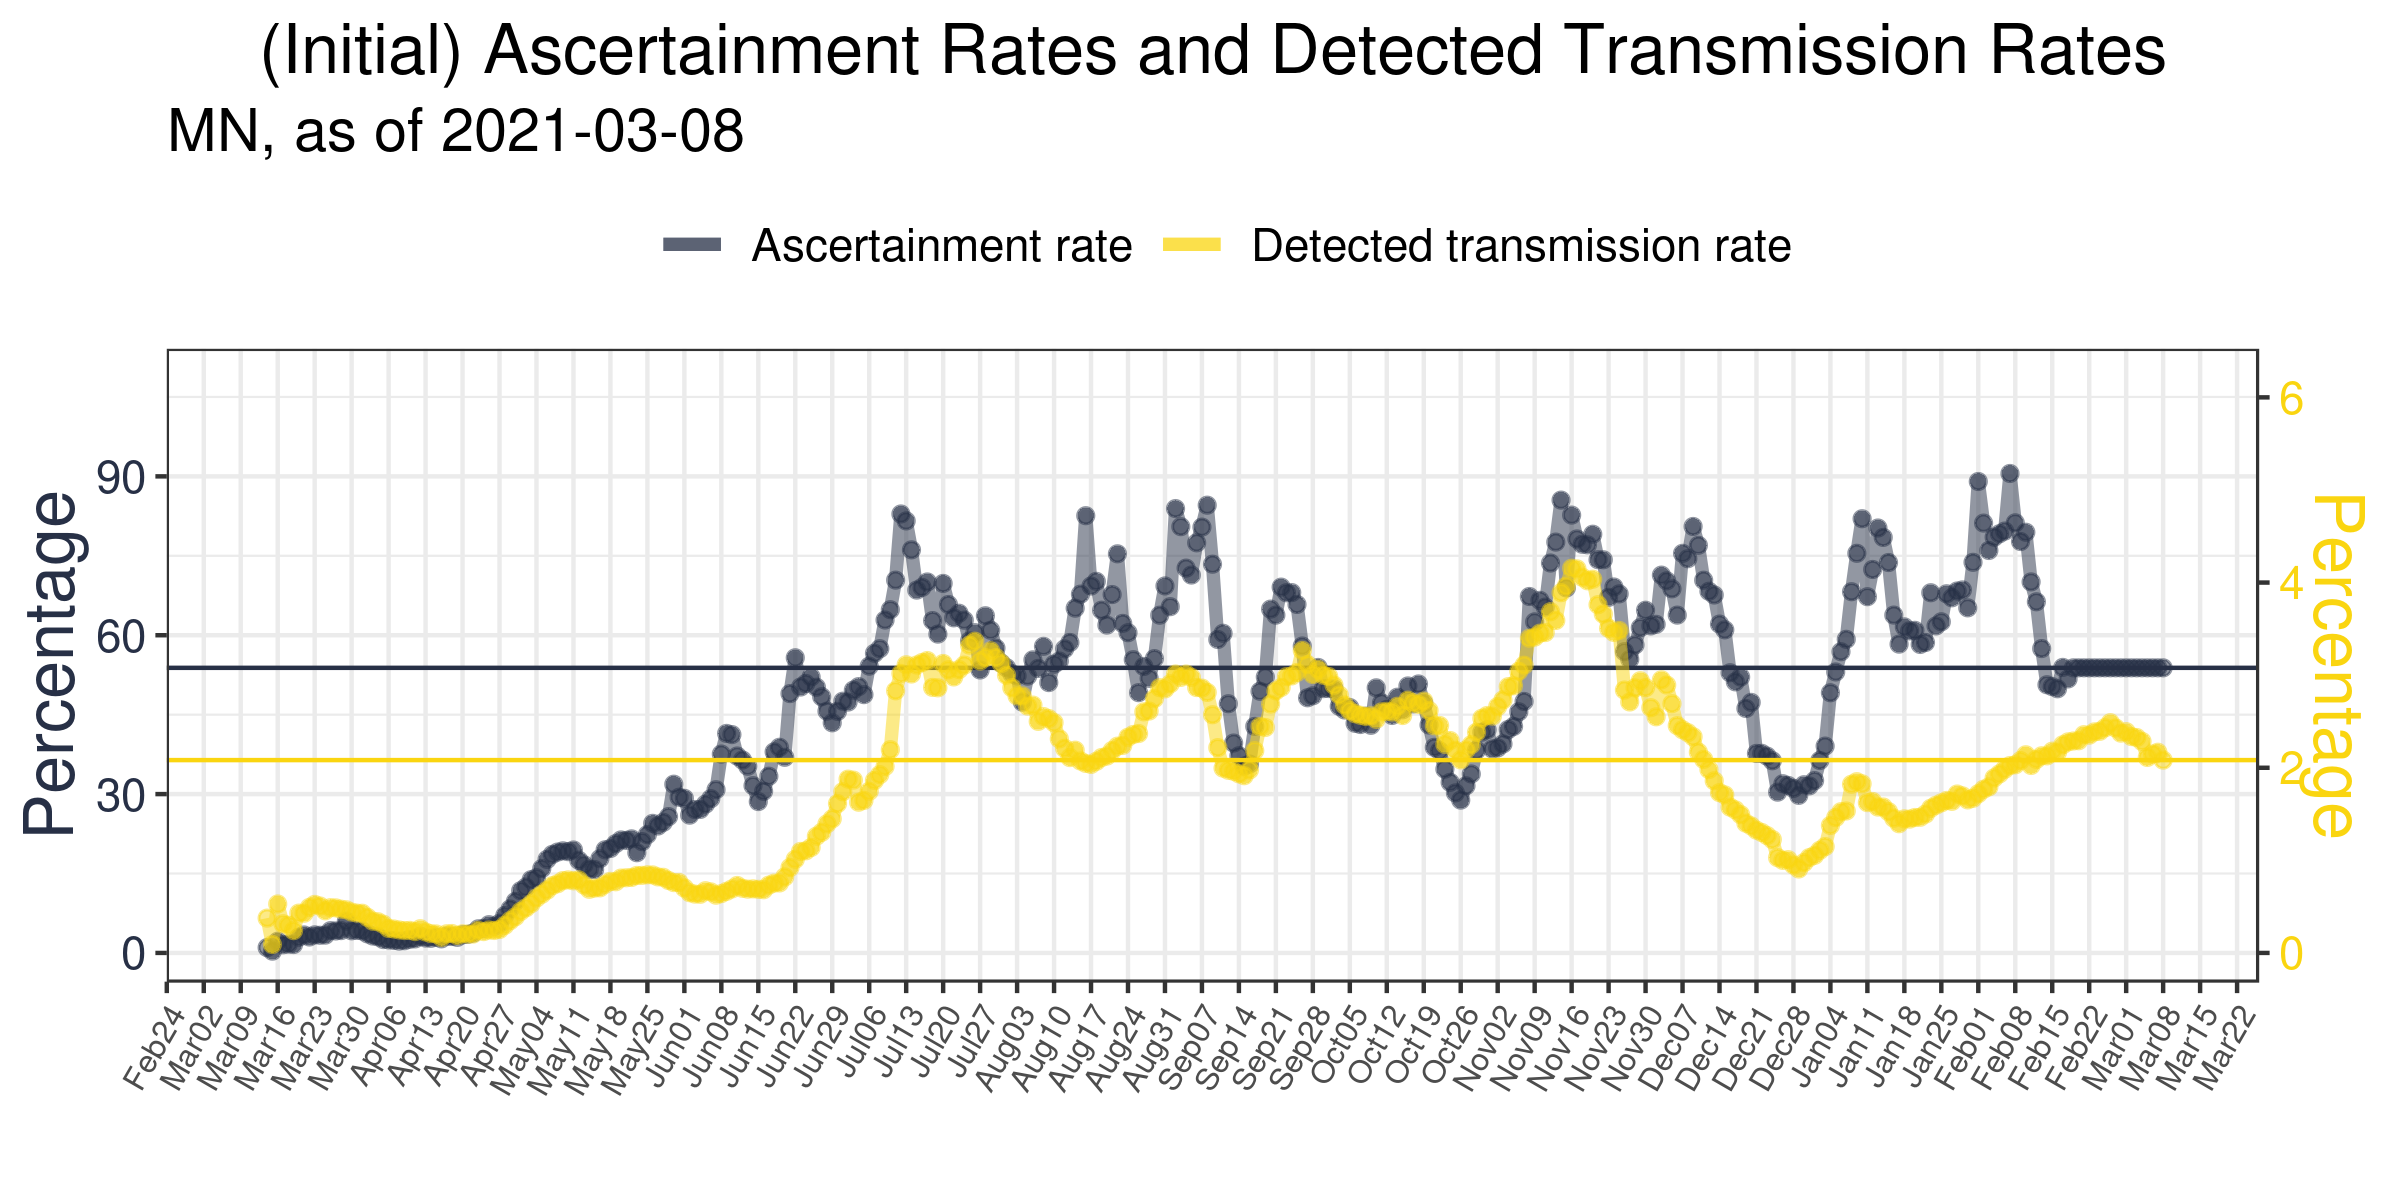 (Initial) Ascertainment Rates and Detected Transmission Rates
MN, as of 2021-03-08
Ascertainment rate Detected transmission rate
Percentage
90
60
30
0
6
4
2
0
Percentage
Feb24 Mar02 Mar09 Mar16 Mar23 Mar30 Apr06 Apr13 Apr20 Apr27 May04 May11 May18 May25 Jun01 Jun08 Jun15 Jun22 Jun29 Jul06 Jul13 Jul20 Jul27 Aug03 Aug10 Aug17 Aug24 Aug31 Sep07 Sep14 Sep21 Sep28 Oct05 Oct12 Oct19 Oct26 Nov02 Nov09 Nov16 Nov23 Nov30 Dec07 Dec14 Dec21 Dec28 Jan04 Jan11 Jan18 Jan25 Feb01 Feb08 Feb15 Feb22 Mar01 Mar08 Mar15 Mar22